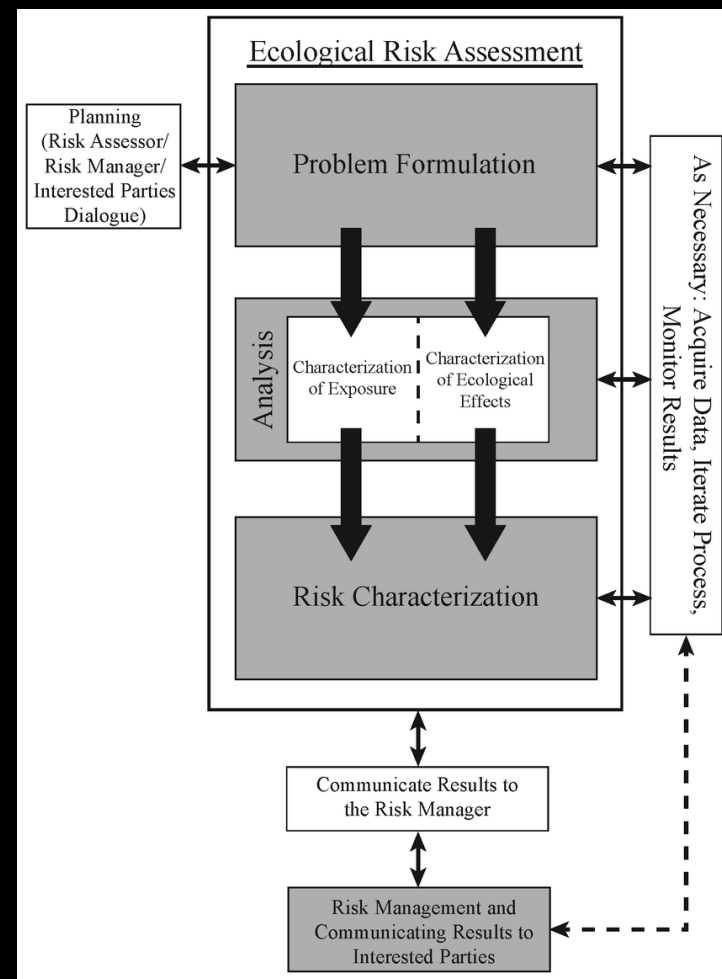 Ecological Risk Assessment
Planning
(Risk Assessor/
Risk Manager/
Interested Parties
Dialogue)
Problem Formulation
As Necessary: Acquire Data, Iterate Process,
Monitor Results
Analysis
Characterization
of Exposure
Characterization
of Ecological
Effects
Risk Characterization
Communicate Results to
the Risk Manager
Risk Management and
Communicating Results to
Interested Parties